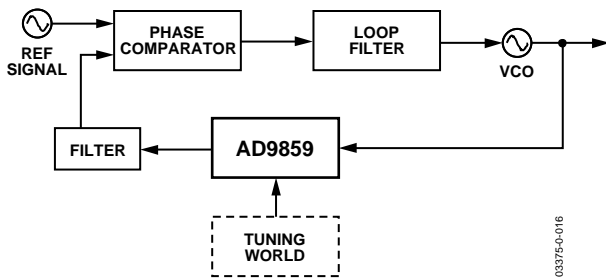 REF
SIGNAL
PHASE
COMPARATOR
LOOP
FILTER
VCO
FILTER
AD9859
TUNING
WORLD
03375-0-016